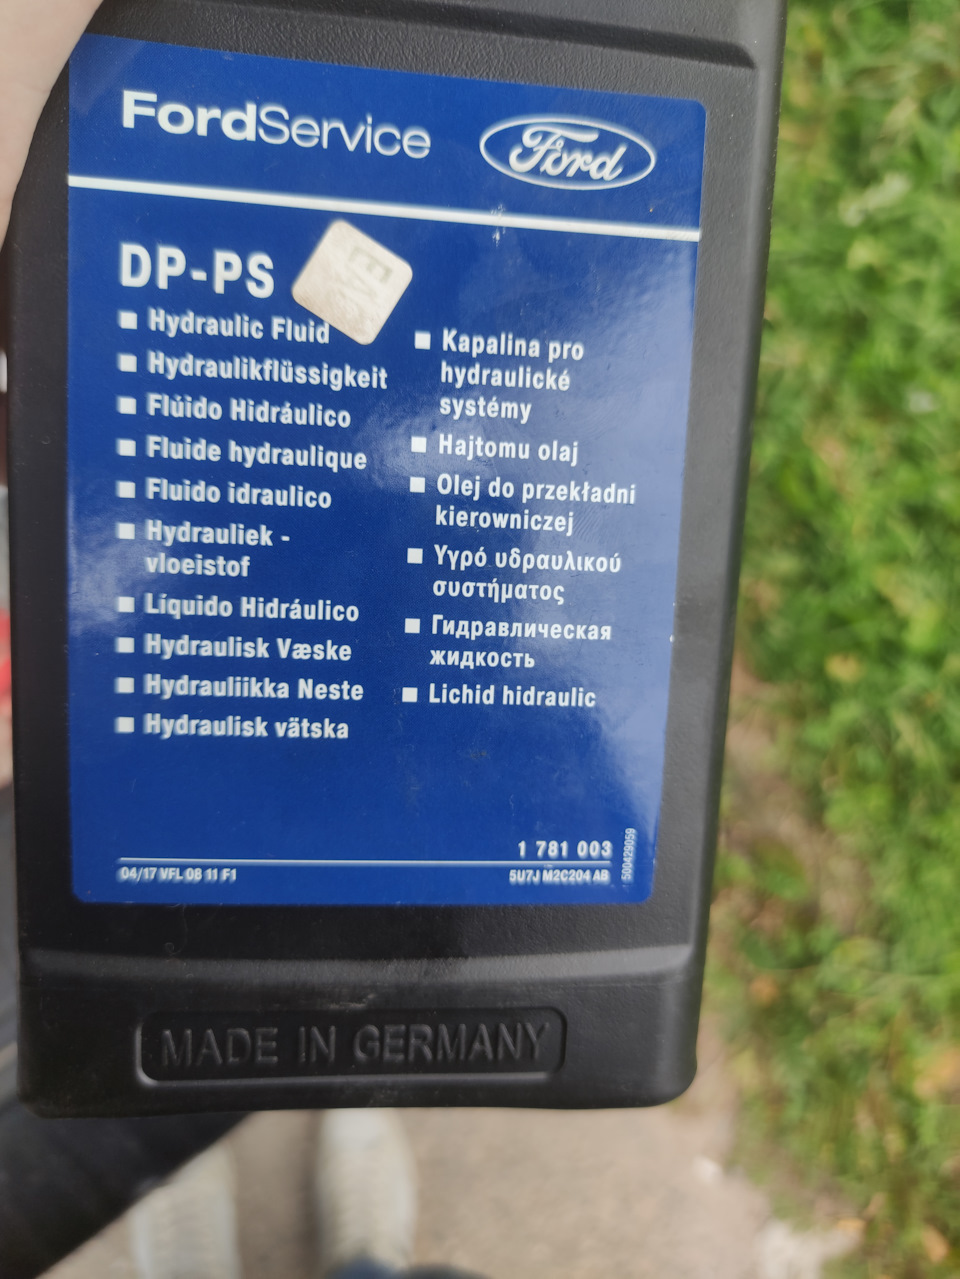 FordService
Ford
DP-PS
EAC
■ Hydraulic Fluid
■ Hydraulikflüssigkeit
■ Flúido Hidráulico
■ Fluide hydraulique
■ Fluido idraulico
■ Hydrauliek -
vloeistof
■ Líquido Hidráulico
■ Hydraulisk Væske
■ Hydrauliikka Neste
■ Hydraulisk vätska
■ Kapalina pro
hydraulické
systémy
■ Hajtomu olaj
■ Olej do przekładni
kierowniczej
■ Υγρό υδραυλικού
συστήματος
■ Гидравлическая
жидкость
■ Lichid hidraulic
1 781 003
04/17 VFL 08 11 F1
5U7J M2C204 AB
500429059
MADE IN GERMANY